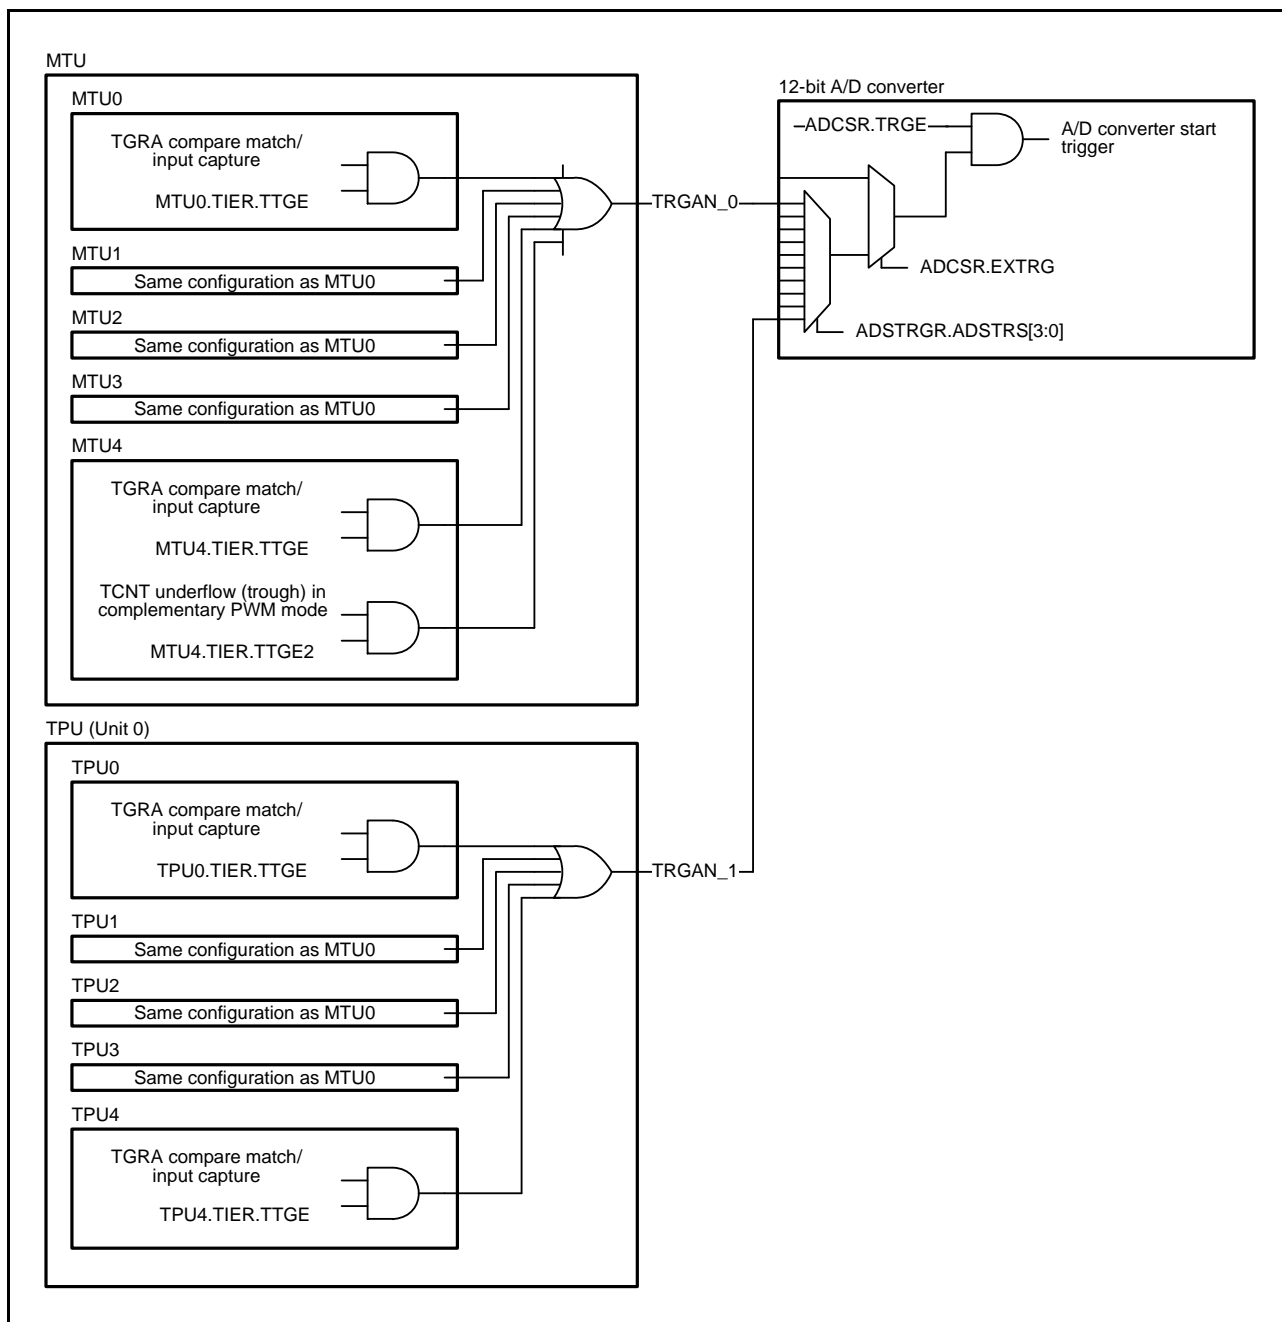 MTU
MTU0
TGRA compare match/
input capture
MTU0.TIER.TTGE
MTU1
Same configuration as MTU0
MTU2
Same configuration as MTU0
MTU3
Same configuration as MTU0
MTU4
TGRA compare match/
input capture
MTU4.TIER.TTGE
TCNT underflow (trough) in
complementary PWM mode
MTU4.TIER.TTGE2
TRGAN_0
12-bit A/D converter
ADCSR.TRGE
A/D converter start
trigger
ADCSR.EXTRG
ADSTRGR.ADSTRS[3:0]
TPU (Unit 0)
TPU0
TGRA compare match/
input capture
TPU0.TIER.TTGE
TPU1
Same configuration as MTU0
TPU2
Same configuration as MTU0
TPU3
Same configuration as MTU0
TPU4
TGRA compare match/
input capture
TPU4.TIER.TTGE
TRGAN_1